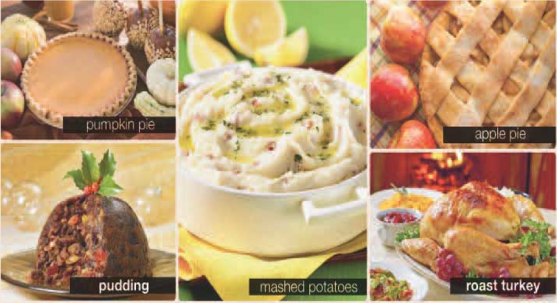 pumpkin pie
apple pie
pudding
mashed potatoes
roast turkey